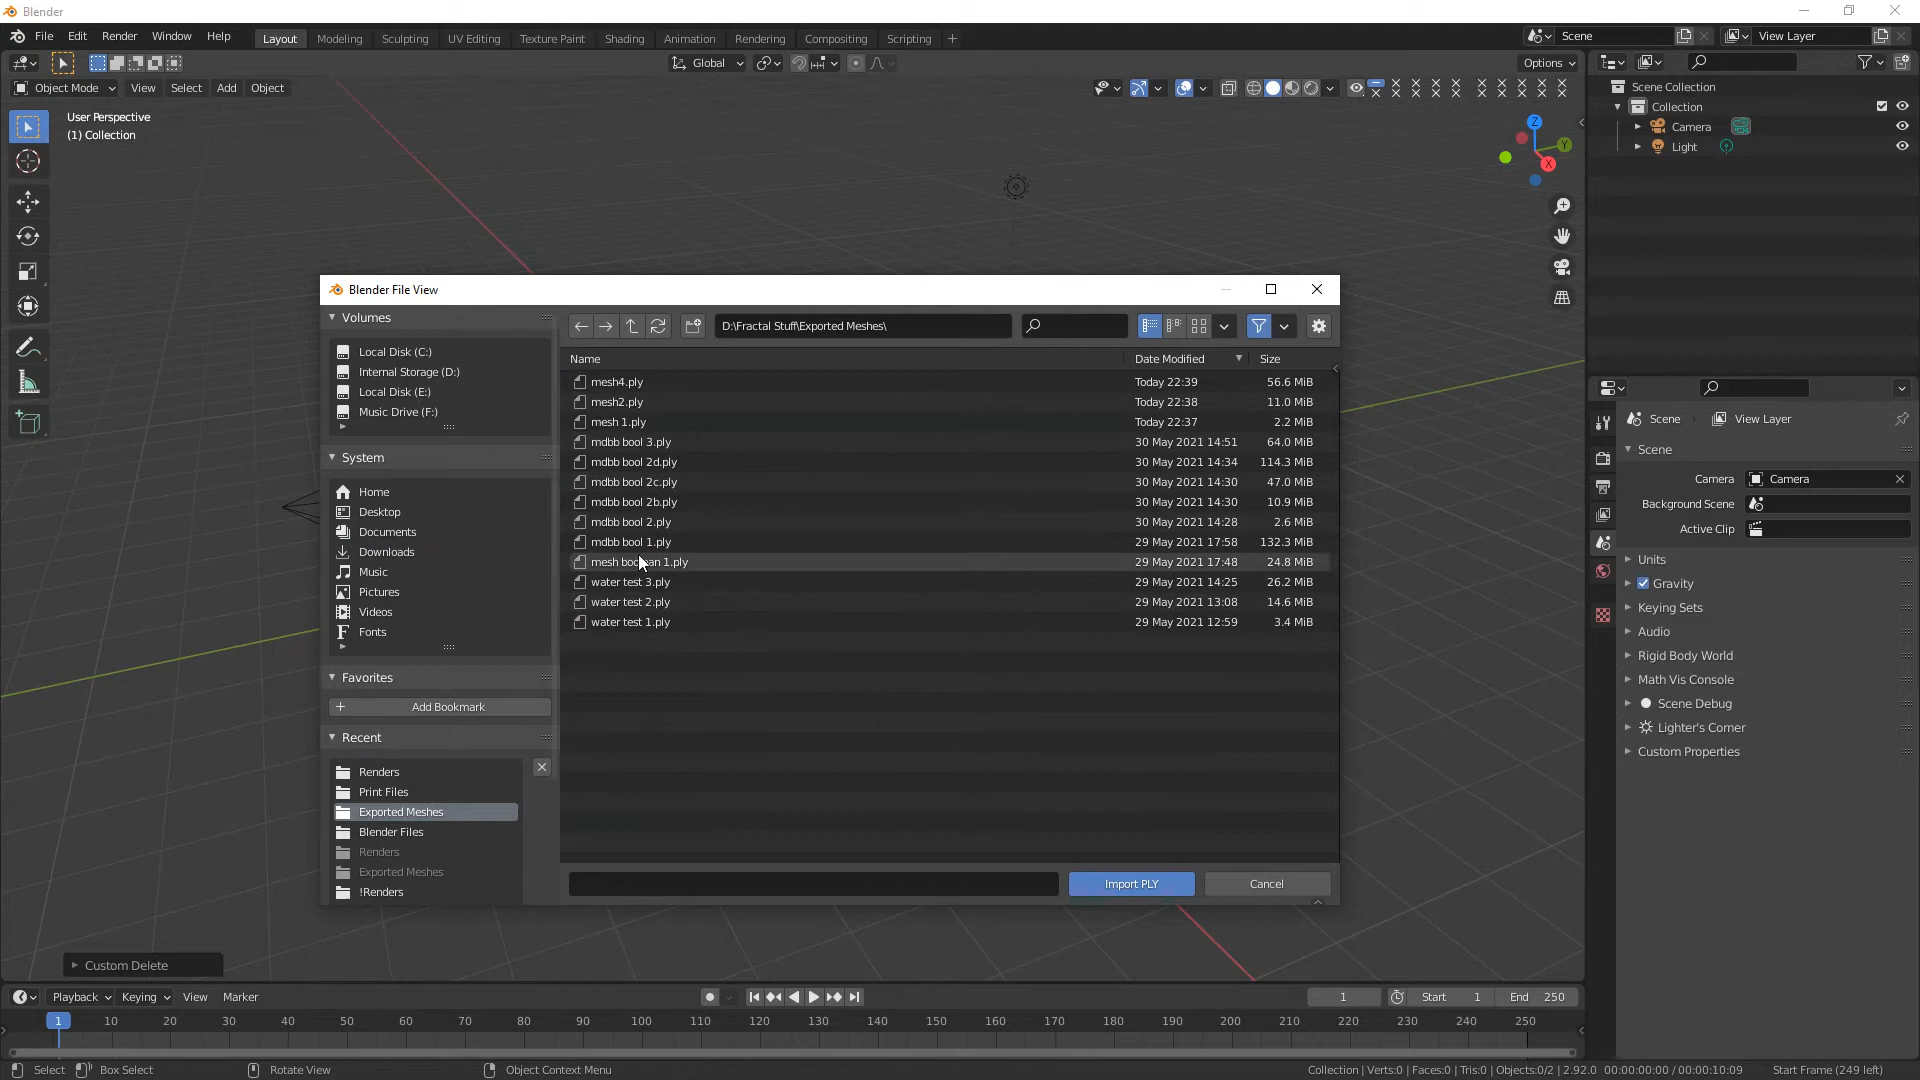 Blender
File Edit Render Window Help Layout Modeling Sculpting UV Editing Texture Paint Shading Animation Rendering Compositing Scripting + Scene View Layer
Global Options
Object Mode View Select Add Object
User Perspective
(1) Collection
Z
Y
X
Scene Collection
Collection
Camera
Light
Blender File View
Volumes
D:\Fractal Stuff\Exported Meshes\
Local Disk (C:)
Internal Storage (D:)
Local Disk (E:)
Music Drive (F:)
System
Home
Desktop
Documents
Downloads
Music
Pictures
Videos
Fonts
Favorites
Add Bookmark
Recent
Renders
Print Files
Exported Meshes
Blender Files
Renders
Exported Meshes
!Renders
Name Date Modified Size
mesh4.ply Today 22:39 56.6 MiB
mesh2.ply Today 22:38 11.0 MiB
mesh 1.ply Today 22:37 2.2 MiB
mdbb bool 3.ply 30 May 2021 14:51 64.0 MiB
mdbb bool 2d.ply 30 May 2021 14:34 114.3 MiB
mdbb bool 2c.ply 30 May 2021 14:30 47.0 MiB
mdbb bool 2b.ply 30 May 2021 14:30 10.9 MiB
mdbb bool 2.ply 30 May 2021 14:28 2.6 MiB
mdbb bool 1.ply 29 May 2021 17:58 132.3 MiB
mesh 1.ply 29 May 2021 17:48 24.8 MiB
water test 3.ply 29 May 2021 14:25 26.2 MiB
water test 2.ply 29 May 2021 13:08 14.6 MiB
water test 1.ply 29 May 2021 12:59 3.4 MiB
Import PLY Cancel
Scene View Layer
Scene
Camera Camera
Background Scene
Active Clip
Units
Gravity
Keying Sets
Audio
Rigid Body World
Math Vis Console
Scene Debug
Lighter's Corner
Custom Properties
Custom Delete
Playback Keying View Marker 1 Start 1 End 250
1 10 20 30 40 50 60 70 80 90 100 110 120 130 140 150 160 170 180 190 200 210 220 230 240 250
Select Box Select Rotate View Object Context Menu Collection | Verts:0 | Faces:0 | Tris:0 | Objects:0/2 | 2.92.0 00:00:00:00 / 00:00:10:09 Start Frame (249 left)